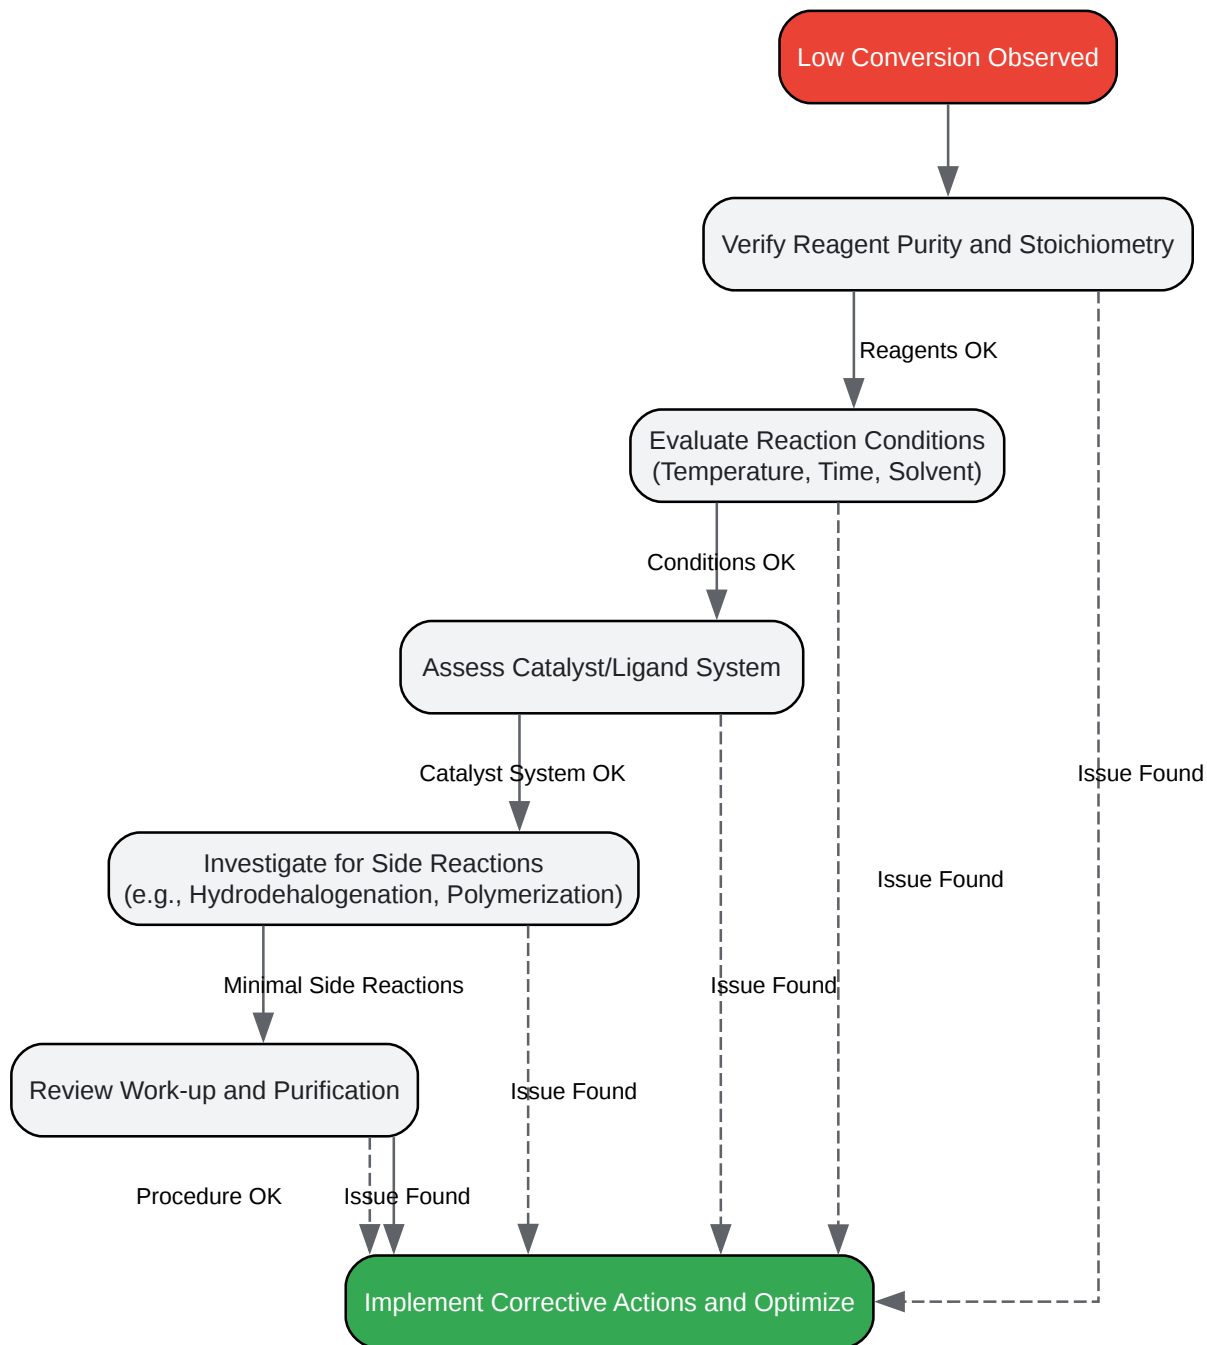 Low Conversion Observed
Verify Reagent Purity and Stoichiometry
Reagents OK
Evaluate Reaction Conditions
(Temperature, Time, Solvent)
Conditions OK
Assess Catalyst/Ligand System
Catalyst System OK
Issue Found
Investigate for Side Reactions
(e.g., Hydrodehalogenation, Polymerization)
Issue Found
Minimal Side Reactions
Issue Found
Review Work-up and Purification
Issue Found
Procedure OK
Issue Found
Implement Corrective Actions and Optimize